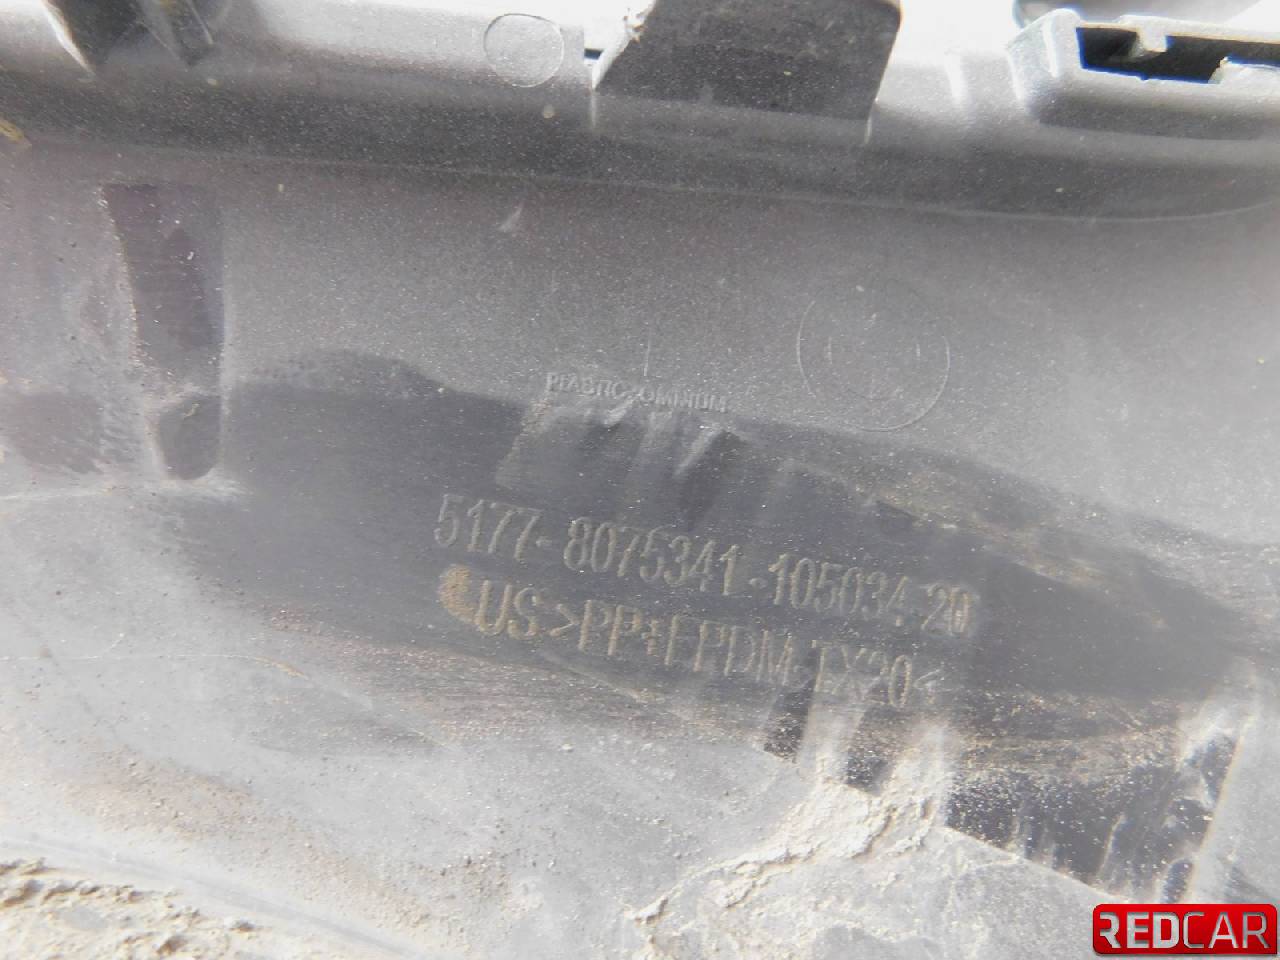 PLASTIC OMNIUM
5177-8075341-105034.20
US>PP+EPDM-TX20<
REDCAR